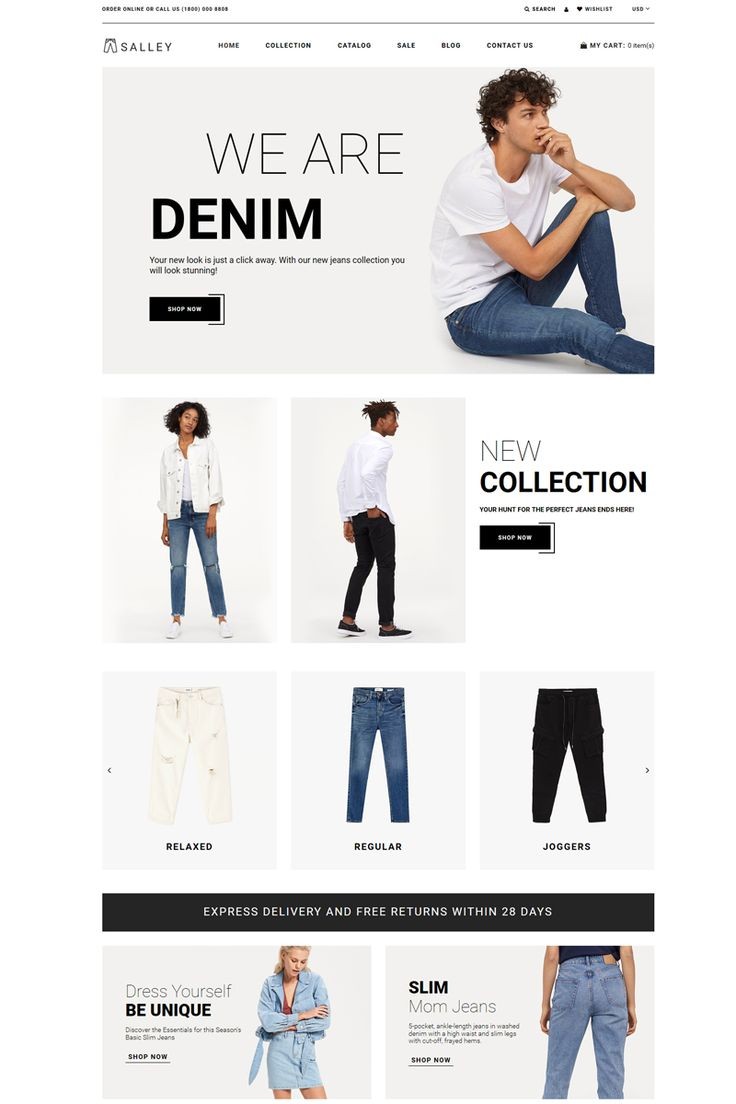 ORDER ONLINE OR CALL US (1800) 000 8808
SEARCH
WISHLIST
USD
SALLEY
HOME
COLLECTION
CATALOG
SALE
BLOG
CONTACT US
MY CART: 0 item(s)
WE ARE
DENIM
Your new look is just a click away. With our new jeans collection you
will look stunning!
SHOP NOW
NEW
COLLECTION
YOUR HUNT FOR THE PERFECT JEANS ENDS HERE!
SHOP NOW
RELAXED
REGULAR
JOGGERS
EXPRESS DELIVERY AND FREE RETURNS WITHIN 28 DAYS
Dress Yourself
BE UNIQUE
Discover the Essentials for this Season's
Basic Slim Jeans
SHOP NOW
SLIM
Mom Jeans
5-pocket, ankle-length jeans in washed
denim with a high waist and slim legs
with cut-off, frayed hems.
SHOP NOW